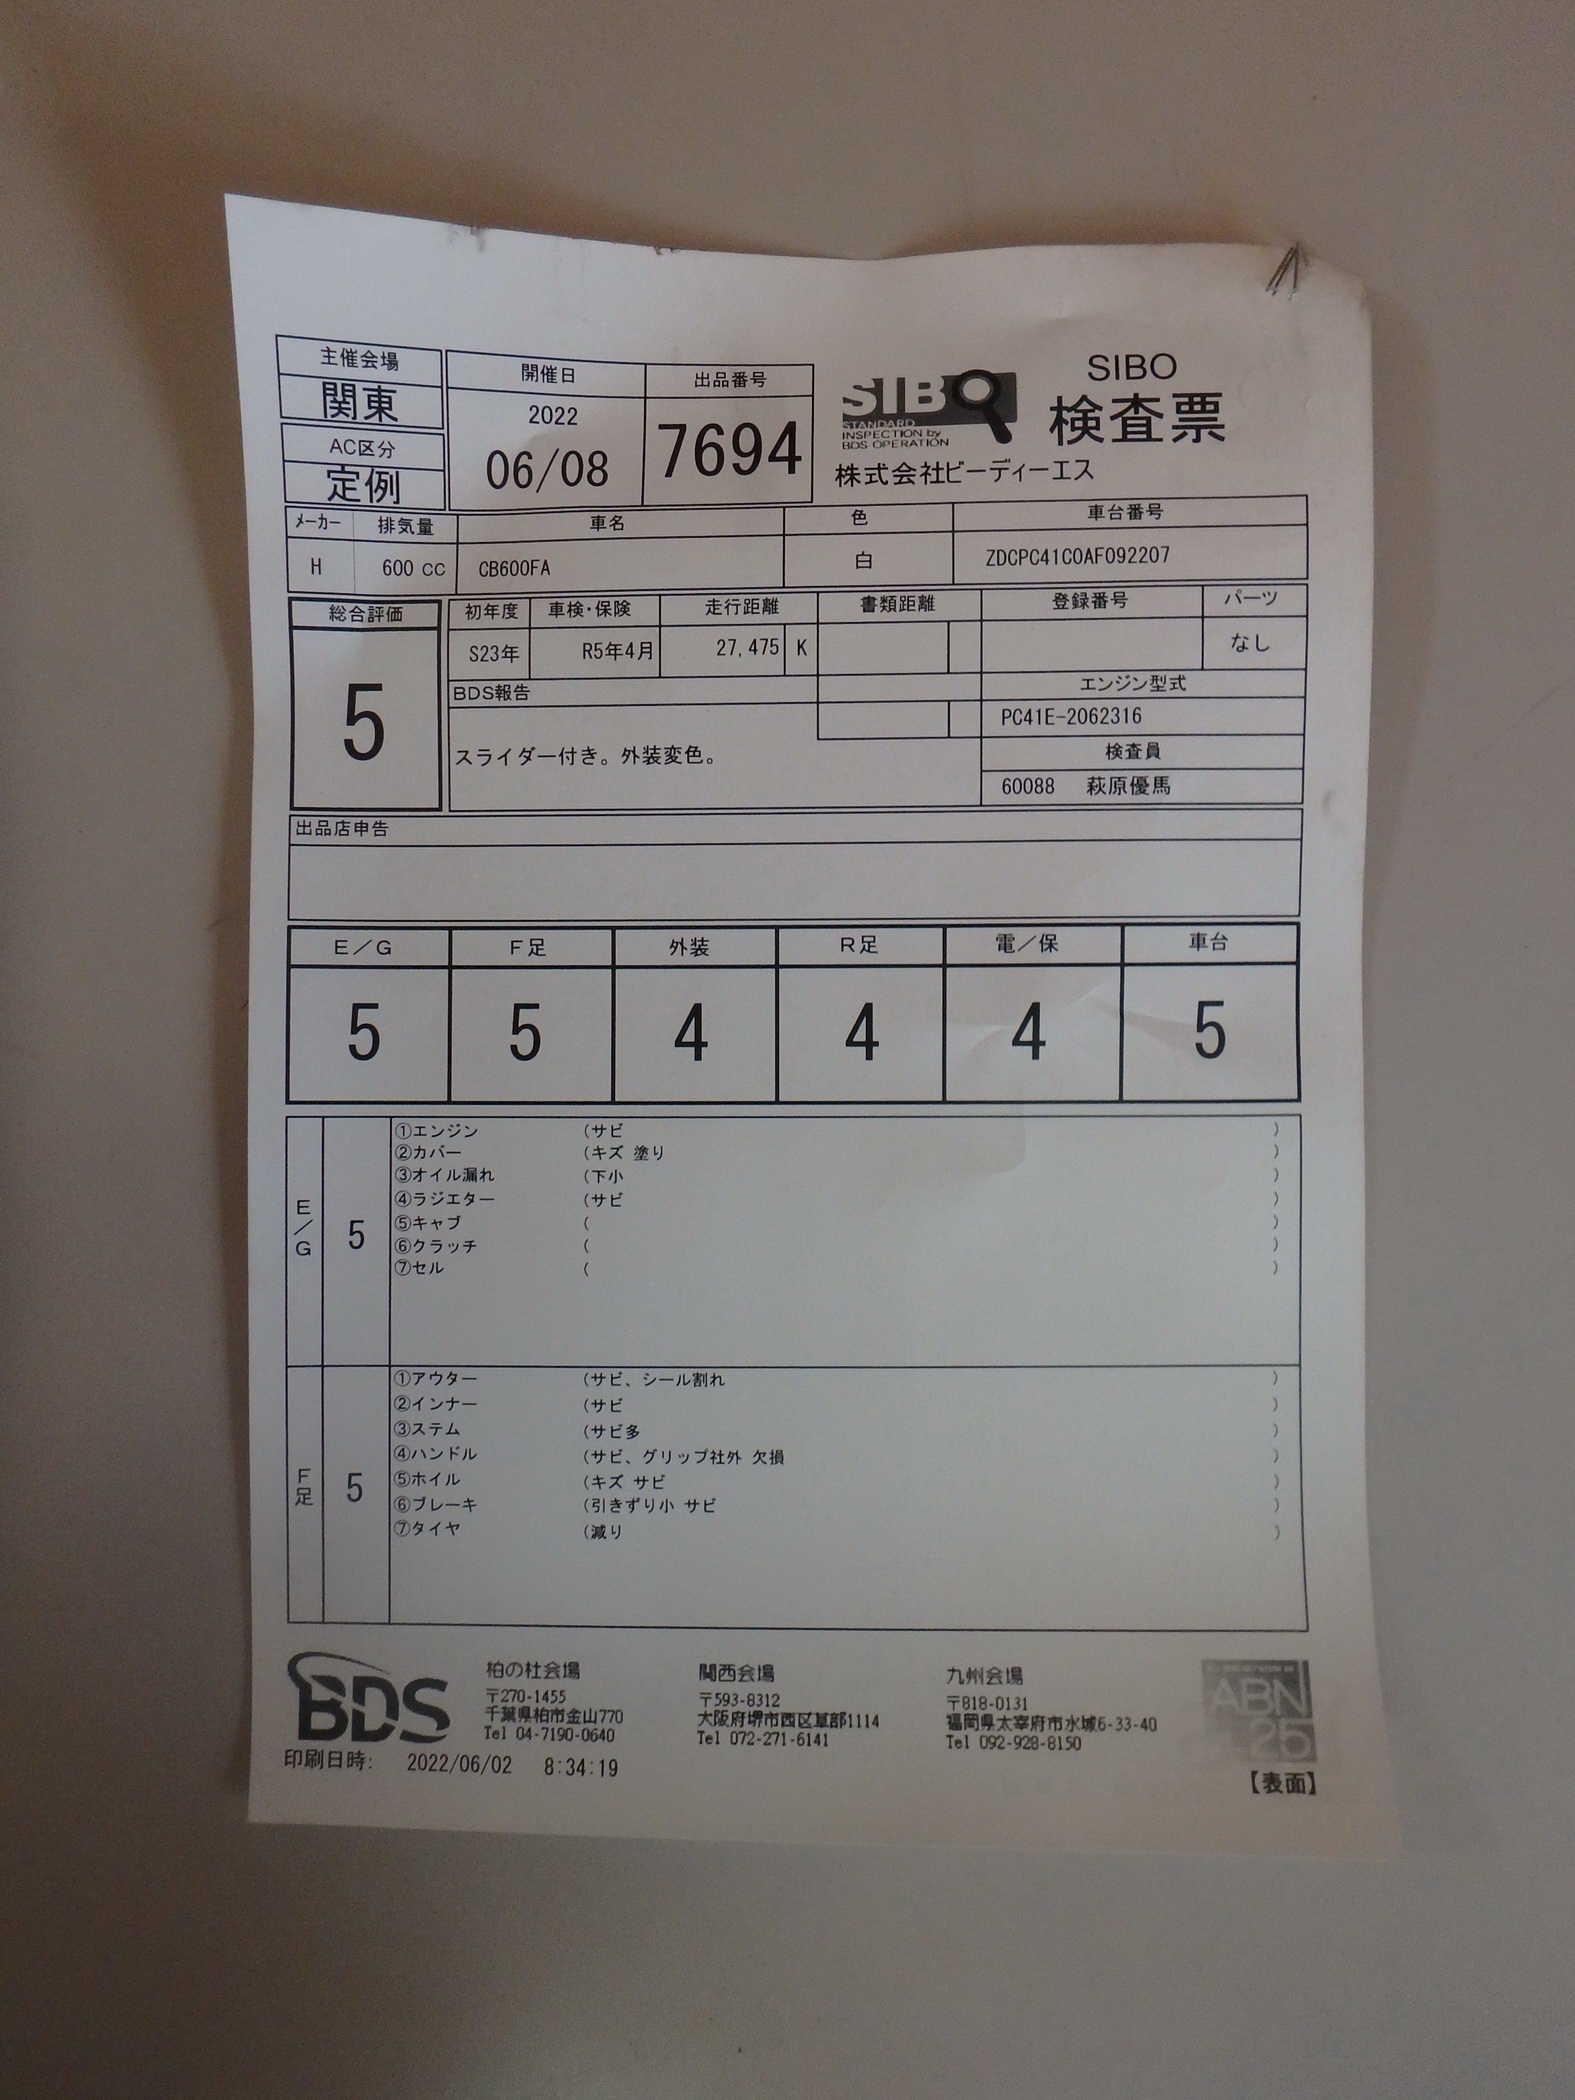 主催会場
関東
AC区分
定例
開催日
2022
06/08
出品番号
7694
SIBO
STANDARD
INSPECTION by
BDS OPERATION
株式会社ビーディーエス
SIBO
検査票
メーカー 排気量 車名 色 車台番号
H 600 cc CB600FA 白 ZDCPC41C0AF092207
総合評価
5
初年度 車検・保険 走行距離 書類距離 登録番号 パーツ
S23年 R5年4月 27,475 K なし
BDS報告
スライダー付き。外装変色。
エンジン型式
PC41E-2062316
検査員
60088 萩原優馬
出品店申告
E/G F足 外装 R足 電/保 車台
5 5 4 4 4 5
E/G
5
①エンジン (サビ )
②カバー (キズ 塗り )
③オイル漏れ (下小 )
④ラジエター (サビ )
⑤キャブ ( )
⑥クラッチ ( )
⑦セル ( )
F足
5
①アウター (サビ、シール割れ )
②インナー (サビ )
③ステム (サビ多 )
④ハンドル (サビ、グリップ社外 欠損 )
⑤ホイル (キズ サビ )
⑥ブレーキ (引きずり小 サビ )
⑦タイヤ (減り )
BDS
柏の杜会場
〒270-1455
千葉県柏市金山770
Tel 04-7190-0640
関西会場
〒593-8312
大阪府堺市西区草部1114
Tel 072-271-6141
九州会場
〒818-0131
福岡県太宰府市水城6-33-40
Tel 092-928-8150
ABN
25
印刷日時: 2022/06/02 8:34:19
【表面】